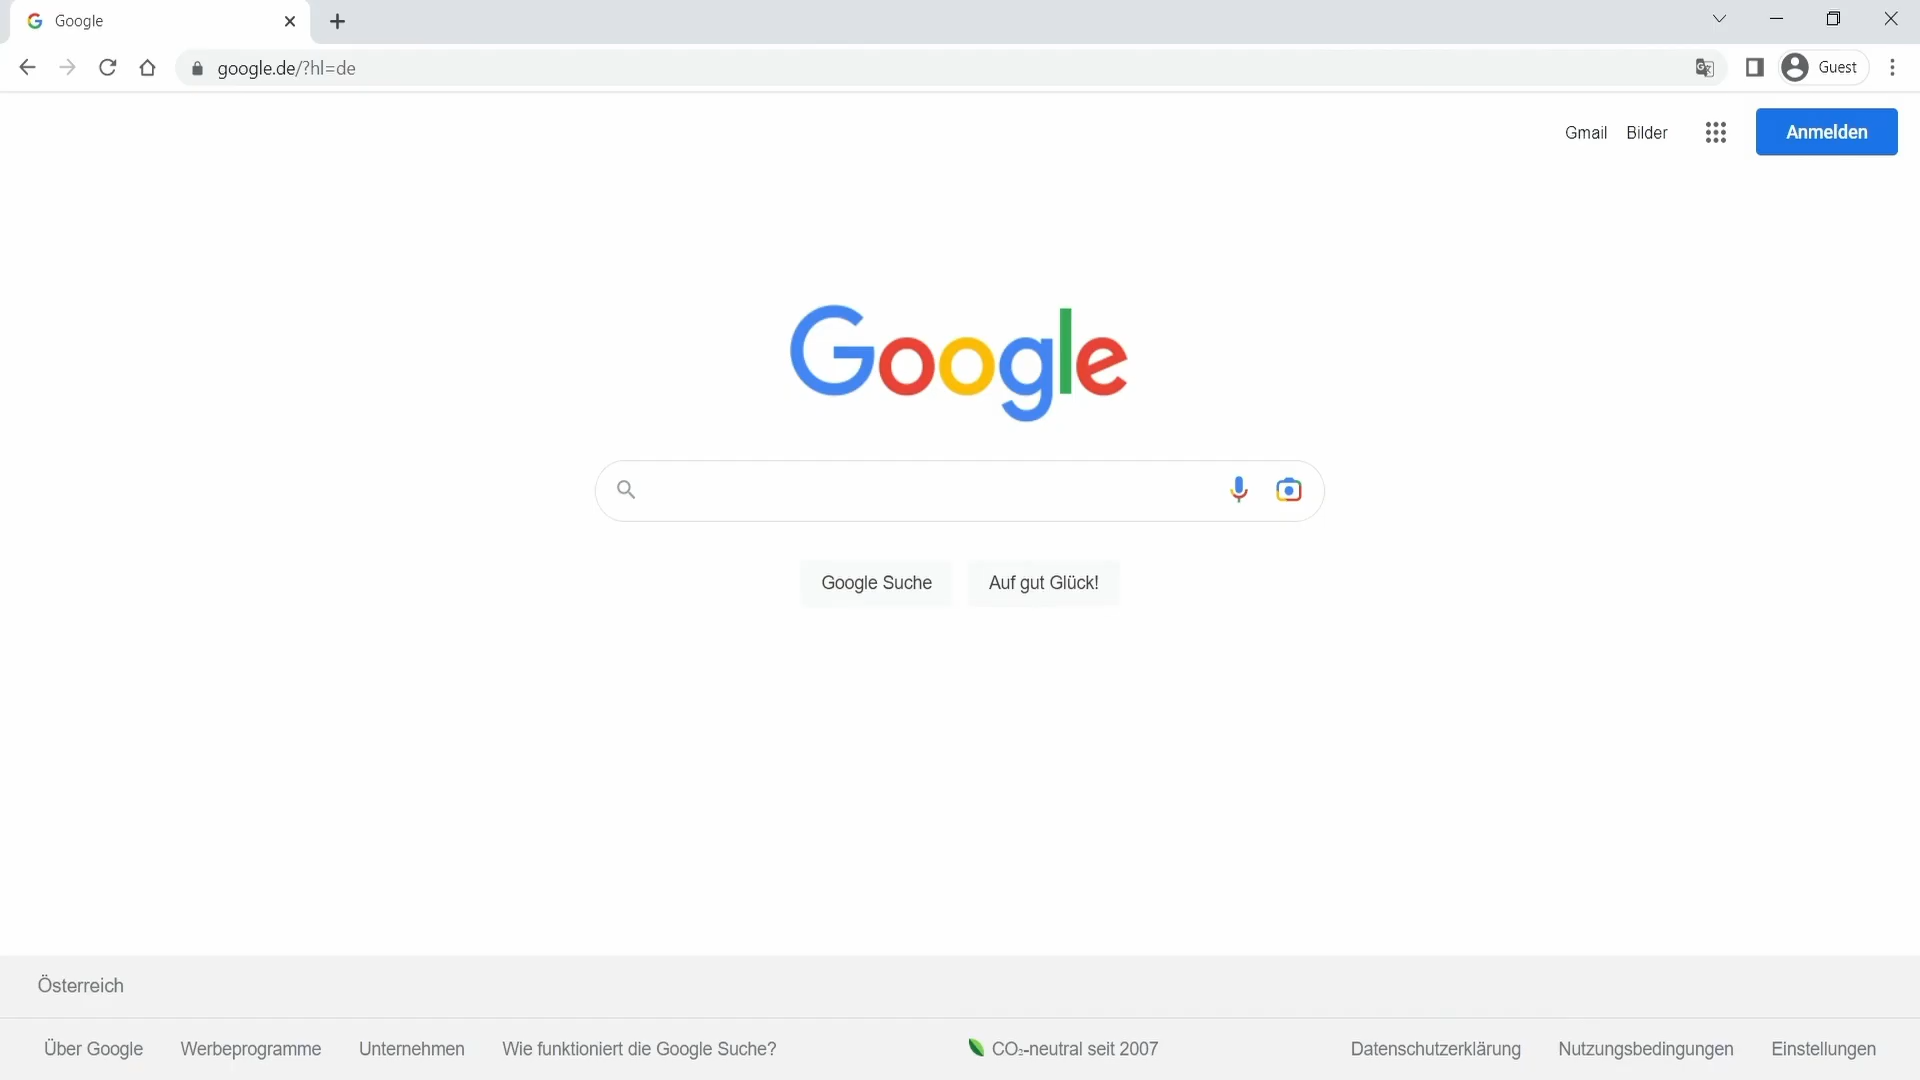 Google
google.de/?hl=de
Guest
Gmail Bilder Anmelden
Google
Google Suche Auf gut Glück!
Österreich
Über Google Werbeprogramme Unternehmen Wie funktioniert die Google Suche? CO₂-neutral seit 2007 Datenschutzerklärung Nutzungsbedingungen Einstellungen